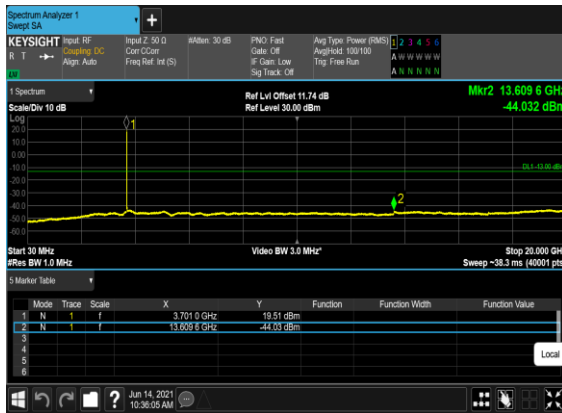 Spectrum Analyzer 1
Swept SA
+
KEYSIGHT Input: RF Input Z: 50 Ω #Atten: 30 dB PNO: Fast Avg Type: Power (RMS) 1 2 3 4 5 6
R T Coupling: DC Corr CCorr Gate: Off Avg|Hold: 100/100 A W W W W W
Align: Auto Freq Ref: Int (S) IF Gain: Low Trig: Free Run
Sig Track: Off A N N N N N
1 Spectrum Ref Lvl Offset 11.74 dB Mkr2 13.609 6 GHz
Scale/Div 10 dB Ref Level 30.00 dBm -44.032 dBm
Log
1
20.0
10.0
0.00
-10.0 DL1 -13.00 dBm
-20.0
-30.0
-40.0 2
-50.0
-60.0
Start 30 MHz Video BW 3.0 MHz* Stop 20.000 GHz
#Res BW 1.0 MHz Sweep ~38.3 ms (40001 pts)
5 Marker Table
Mode Trace Scale X Y Function Function Width Function Value
1 N 1 f 3.701 0 GHz 19.51 dBm
2 N 1 f 13.609 6 GHz -44.03 dBm
3
4
5
6
Local
? Jun 14, 2021
10:36:05 AM